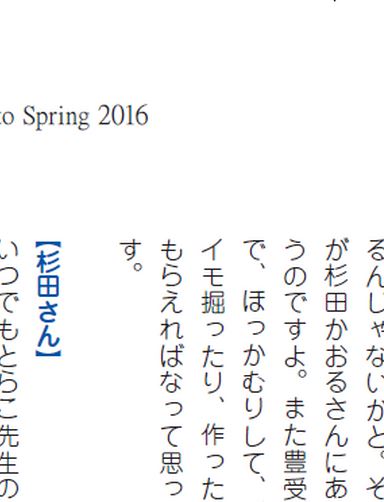 to Spring 2016
るんじゃないかと。そ
が杉田かおるさんにあ
うのですよ。また豊受
で、ほっかむりして、
イモ掘ったり、作った
もらえればなって思っ
す。
【杉田さん】
いつでもとらこ先生の